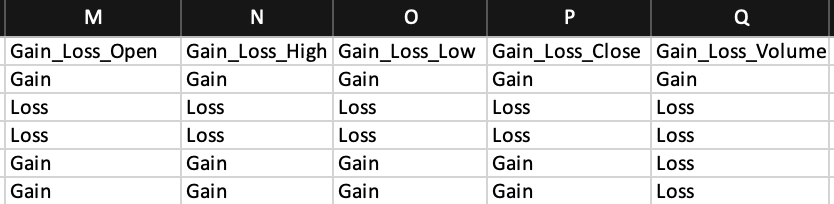 M N O P Q
Gain_Loss_Open Gain_Loss_High Gain_Loss_Low Gain_Loss_Close Gain_Loss_Volume
Gain Gain Gain Gain Gain
Loss Loss Loss Loss Loss
Loss Loss Loss Loss Loss
Gain Gain Gain Gain Loss
Gain Gain Gain Gain Loss